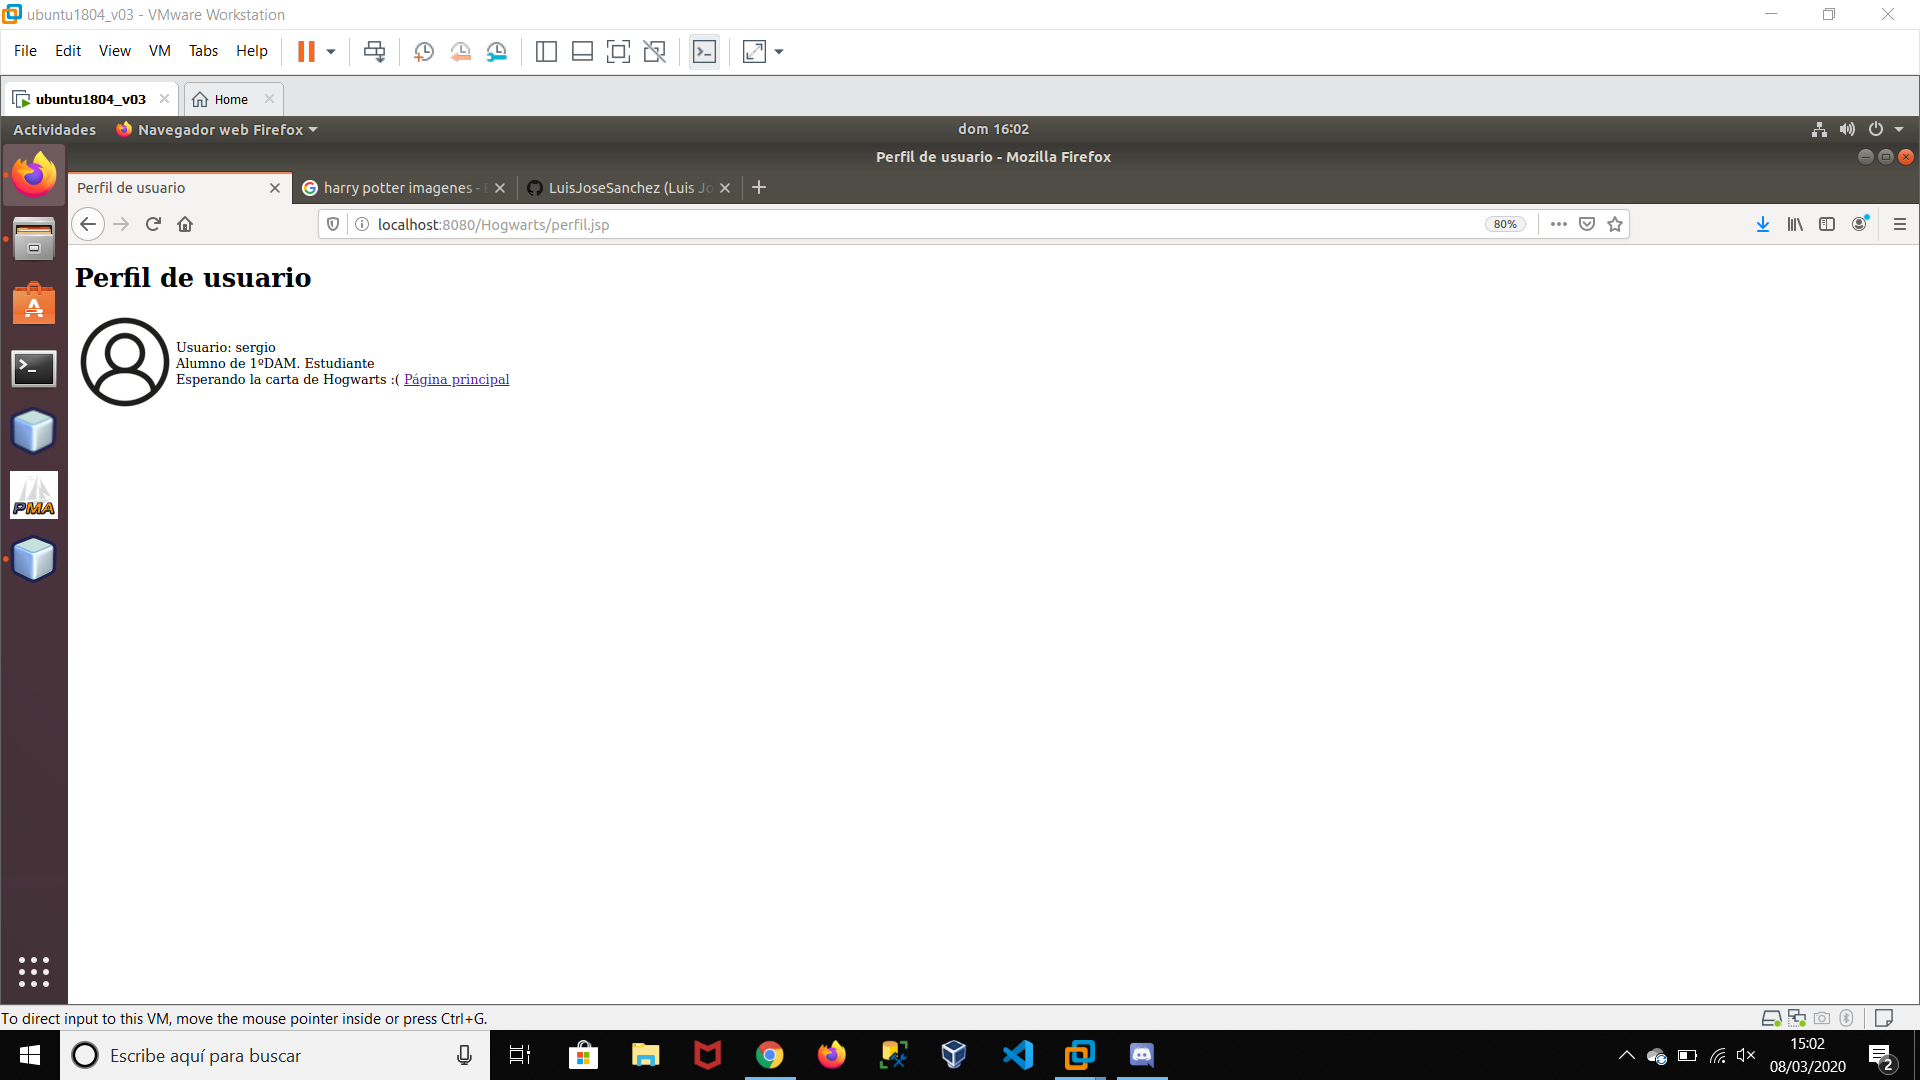 ubuntu1804_v03 - VMware Workstation
File Edit View VM Tabs Help
ubuntu1804_v03 Home
Actividades Navegador web Firefox dom 16:02
Perfil de usuario - Mozilla Firefox
Perfil de usuario harry potter imagenes - LuisJoseSanchez (Luis Jo
localhost:8080/Hogwarts/perfil.jsp 80%
Perfil de usuario
Usuario: sergio
Alumno de 1ºDAM. Estudiante
Esperando la carta de Hogwarts :( Página principal
PMA
To direct input to this VM, move the mouse pointer inside or press Ctrl+G.
Escribe aquí para buscar
15:02
08/03/2020
2